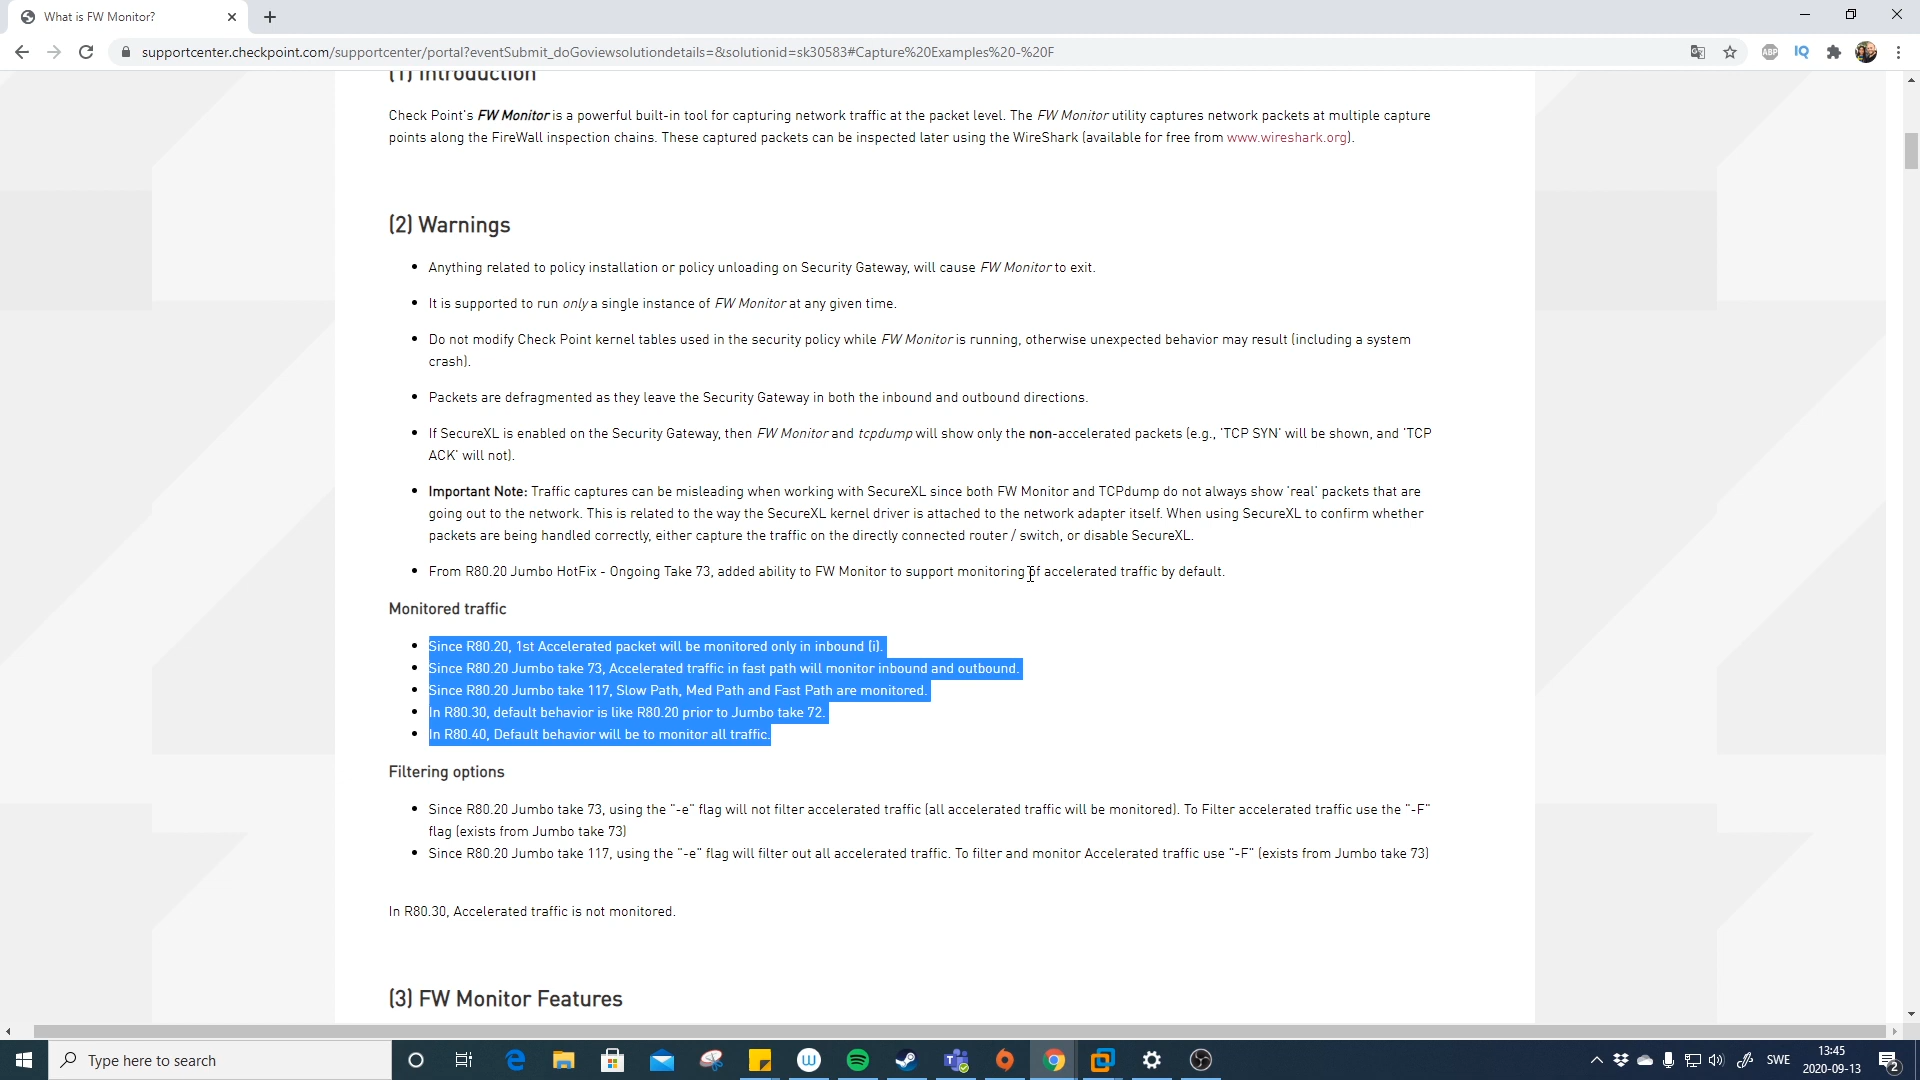 What is FW Monitor?
supportcenter.checkpoint.com/supportcenter/portal?eventSubmit_doGoviewsolutiondetails=&solutionid=sk30583#Capture%20Examples%20-%20F
ABP
IQ
(1) Introduction
Check Point's FW Monitor is a powerful built-in tool for capturing network traffic at the packet level. The FW Monitor utility captures network packets at multiple capture
points along the FireWall inspection chains. These captured packets can be inspected later using the WireShark (available for free from www.wireshark.org).
(2) Warnings
• Anything related to policy installation or policy unloading on Security Gateway, will cause FW Monitor to exit.
• It is supported to run only a single instance of FW Monitor at any given time.
• Do not modify Check Point kernel tables used in the security policy while FW Monitor is running, otherwise unexpected behavior may result (including a system
crash).
• Packets are defragmented as they leave the Security Gateway in both the inbound and outbound directions.
• If SecureXL is enabled on the Security Gateway, then FW Monitor and tcpdump will show only the non-accelerated packets (e.g., 'TCP SYN' will be shown, and 'TCP
ACK' will not).
• Important Note: Traffic captures can be misleading when working with SecureXL since both FW Monitor and TCPdump do not always show 'real' packets that are
going out to the network. This is related to the way the SecureXL kernel driver is attached to the network adapter itself. When using SecureXL to confirm whether
packets are being handled correctly, either capture the traffic on the directly connected router / switch, or disable SecureXL.
• From R80.20 Jumbo HotFix - Ongoing Take 73, added ability to FW Monitor to support monitoring of accelerated traffic by default.
Monitored traffic
• Since R80.20, 1st Accelerated packet will be monitored only in inbound (i).
• Since R80.20 Jumbo take 73, Accelerated traffic in fast path will monitor inbound and outbound.
• Since R80.20 Jumbo take 117, Slow Path, Med Path and Fast Path are monitored.
• In R80.30, default behavior is like R80.20 prior to Jumbo take 72.
• In R80.40, Default behavior will be to monitor all traffic.
Filtering options
• Since R80.20 Jumbo take 73, using the "-e" flag will not filter accelerated traffic (all accelerated traffic will be monitored). To Filter accelerated traffic use the "-F"
flag (exists from Jumbo take 73)
• Since R80.20 Jumbo take 117, using the "-e" flag will filter out all accelerated traffic. To filter and monitor Accelerated traffic use "-F" (exists from Jumbo take 73)
In R80.30, Accelerated traffic is not monitored.
(3) FW Monitor Features
Type here to search
SWE
13:45
2020-09-13
2